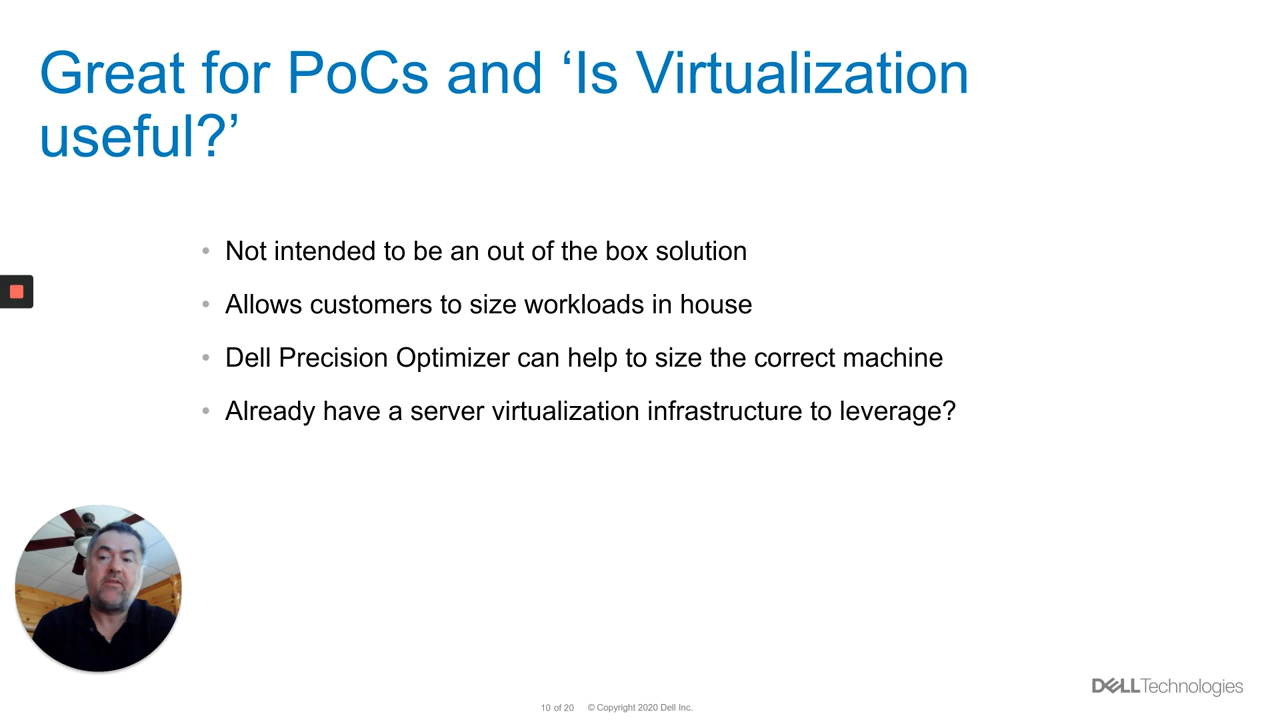 Great for PoCs and ‘Is Virtualization
useful?’
• Not intended to be an out of the box solution
• Allows customers to size workloads in house
• Dell Precision Optimizer can help to size the correct machine
• Already have a server virtualization infrastructure to leverage?
DELLTechnologies
10 of 20 © Copyright 2020 Dell Inc.